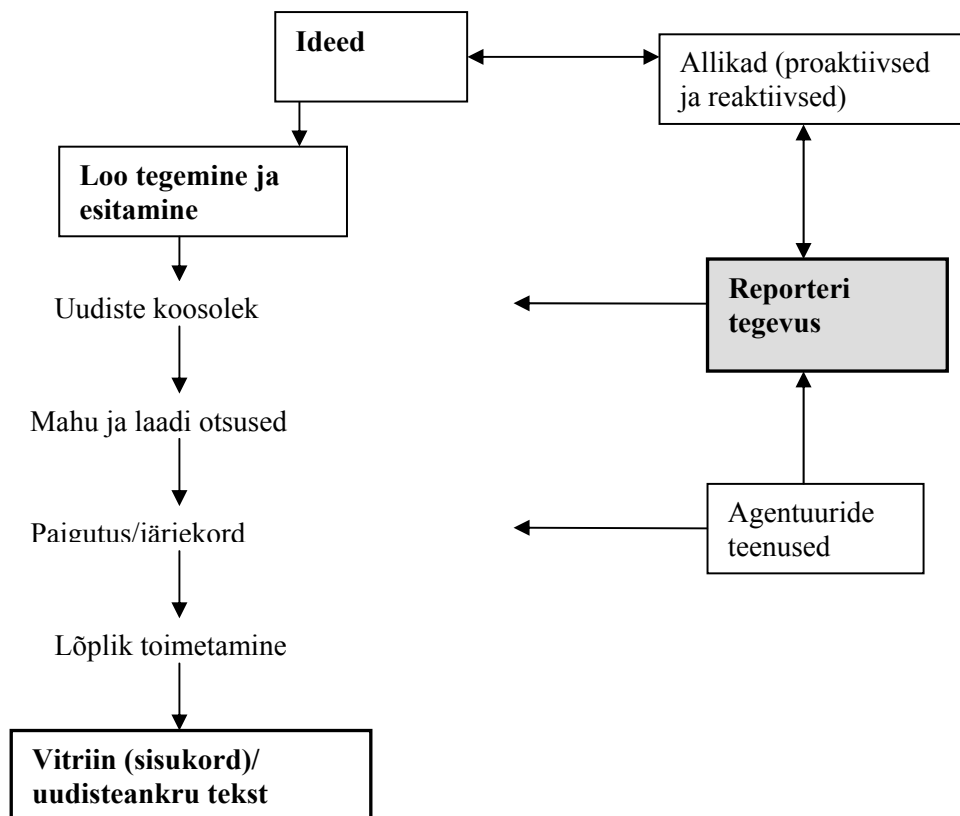 Ideed
Allikad (proaktiivsed
ja reaktiivsed)
Loo tegemine ja
esitamine
Uudiste koosolek
Reporteri
tegevus
Mahu ja laadi otsused
Paigutus/järjekord
Agentuuride
teenused
Lõplik toimetamine
Vitriin (sisukord)/
uudisteankru tekst